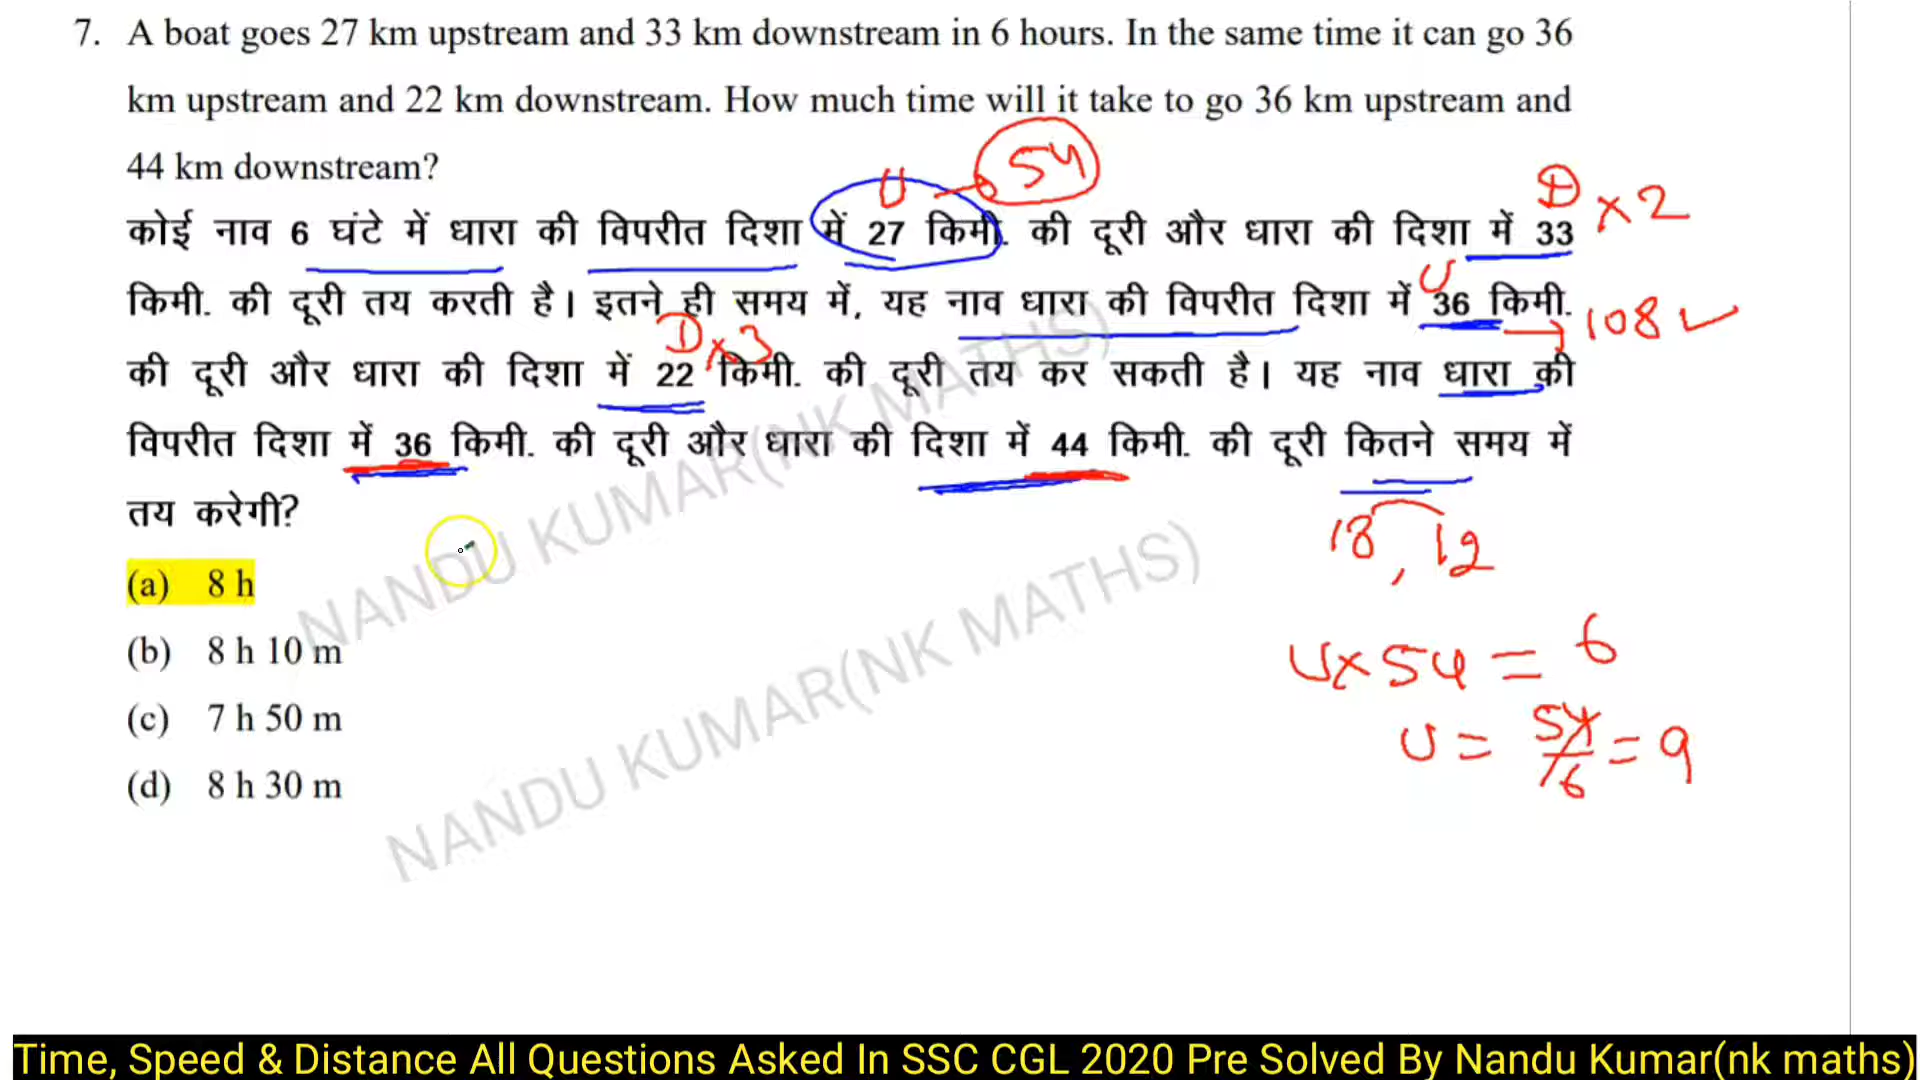 7. A boat goes 27 km upstream and 33 km downstream in 6 hours. In the same time it can go 36
km upstream and 22 km downstream. How much time will it take to go 36 km upstream and
44 km downstream?
U → 54
D × 2
कोई नाव 6 घंटे में धारा की विपरीत दिशा में 27 किमी. की दूरी और धारा की दिशा में 33
U
किमी. की दूरी तय करती है। इतने ही समय में, यह नाव धारा की विपरीत दिशा में 36 किमी.
→ 108 ✓
D × 3
की दूरी और धारा की दिशा में 22 किमी. की दूरी तय कर सकती है। यह नाव धारा की
विपरीत दिशा में 36 किमी. की दूरी और धारा की दिशा में 44 किमी. की दूरी कितने समय में
तय करेगी?
18, 12
(a) 8 h
(b) 8 h 10 m
U × 54 = 6
(c) 7 h 50 m
U = 54/6 = 9
(d) 8 h 30 m
NANDU KUMAR(NK MATHS)
NANDU KUMAR(NK MATHS)
Time, Speed & Distance All Questions Asked In SSC CGL 2020 Pre Solved By Nandu Kumar(nk maths)